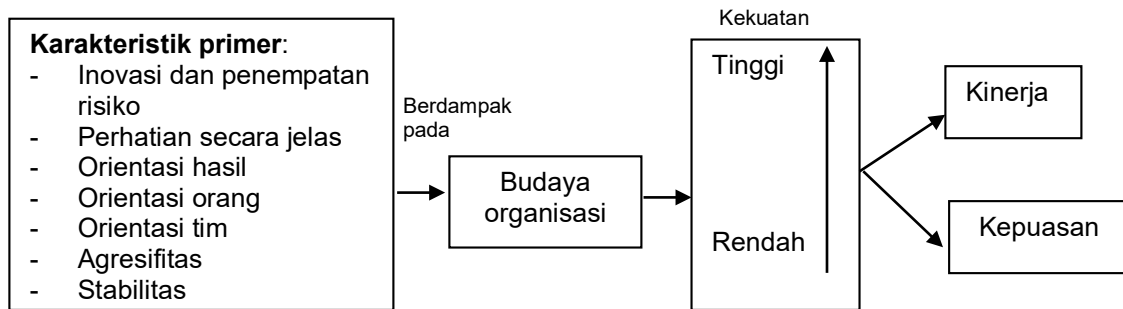 Karakteristik primer:
- Inovasi dan penempatan
risiko
- Perhatian secara jelas
- Orientasi hasil
- Orientasi orang
- Orientasi tim
- Agresifitas
- Stabilitas
Berdampak
pada
Budaya
organisasi
Kekuatan
Tinggi
Rendah
Kinerja
Kepuasan